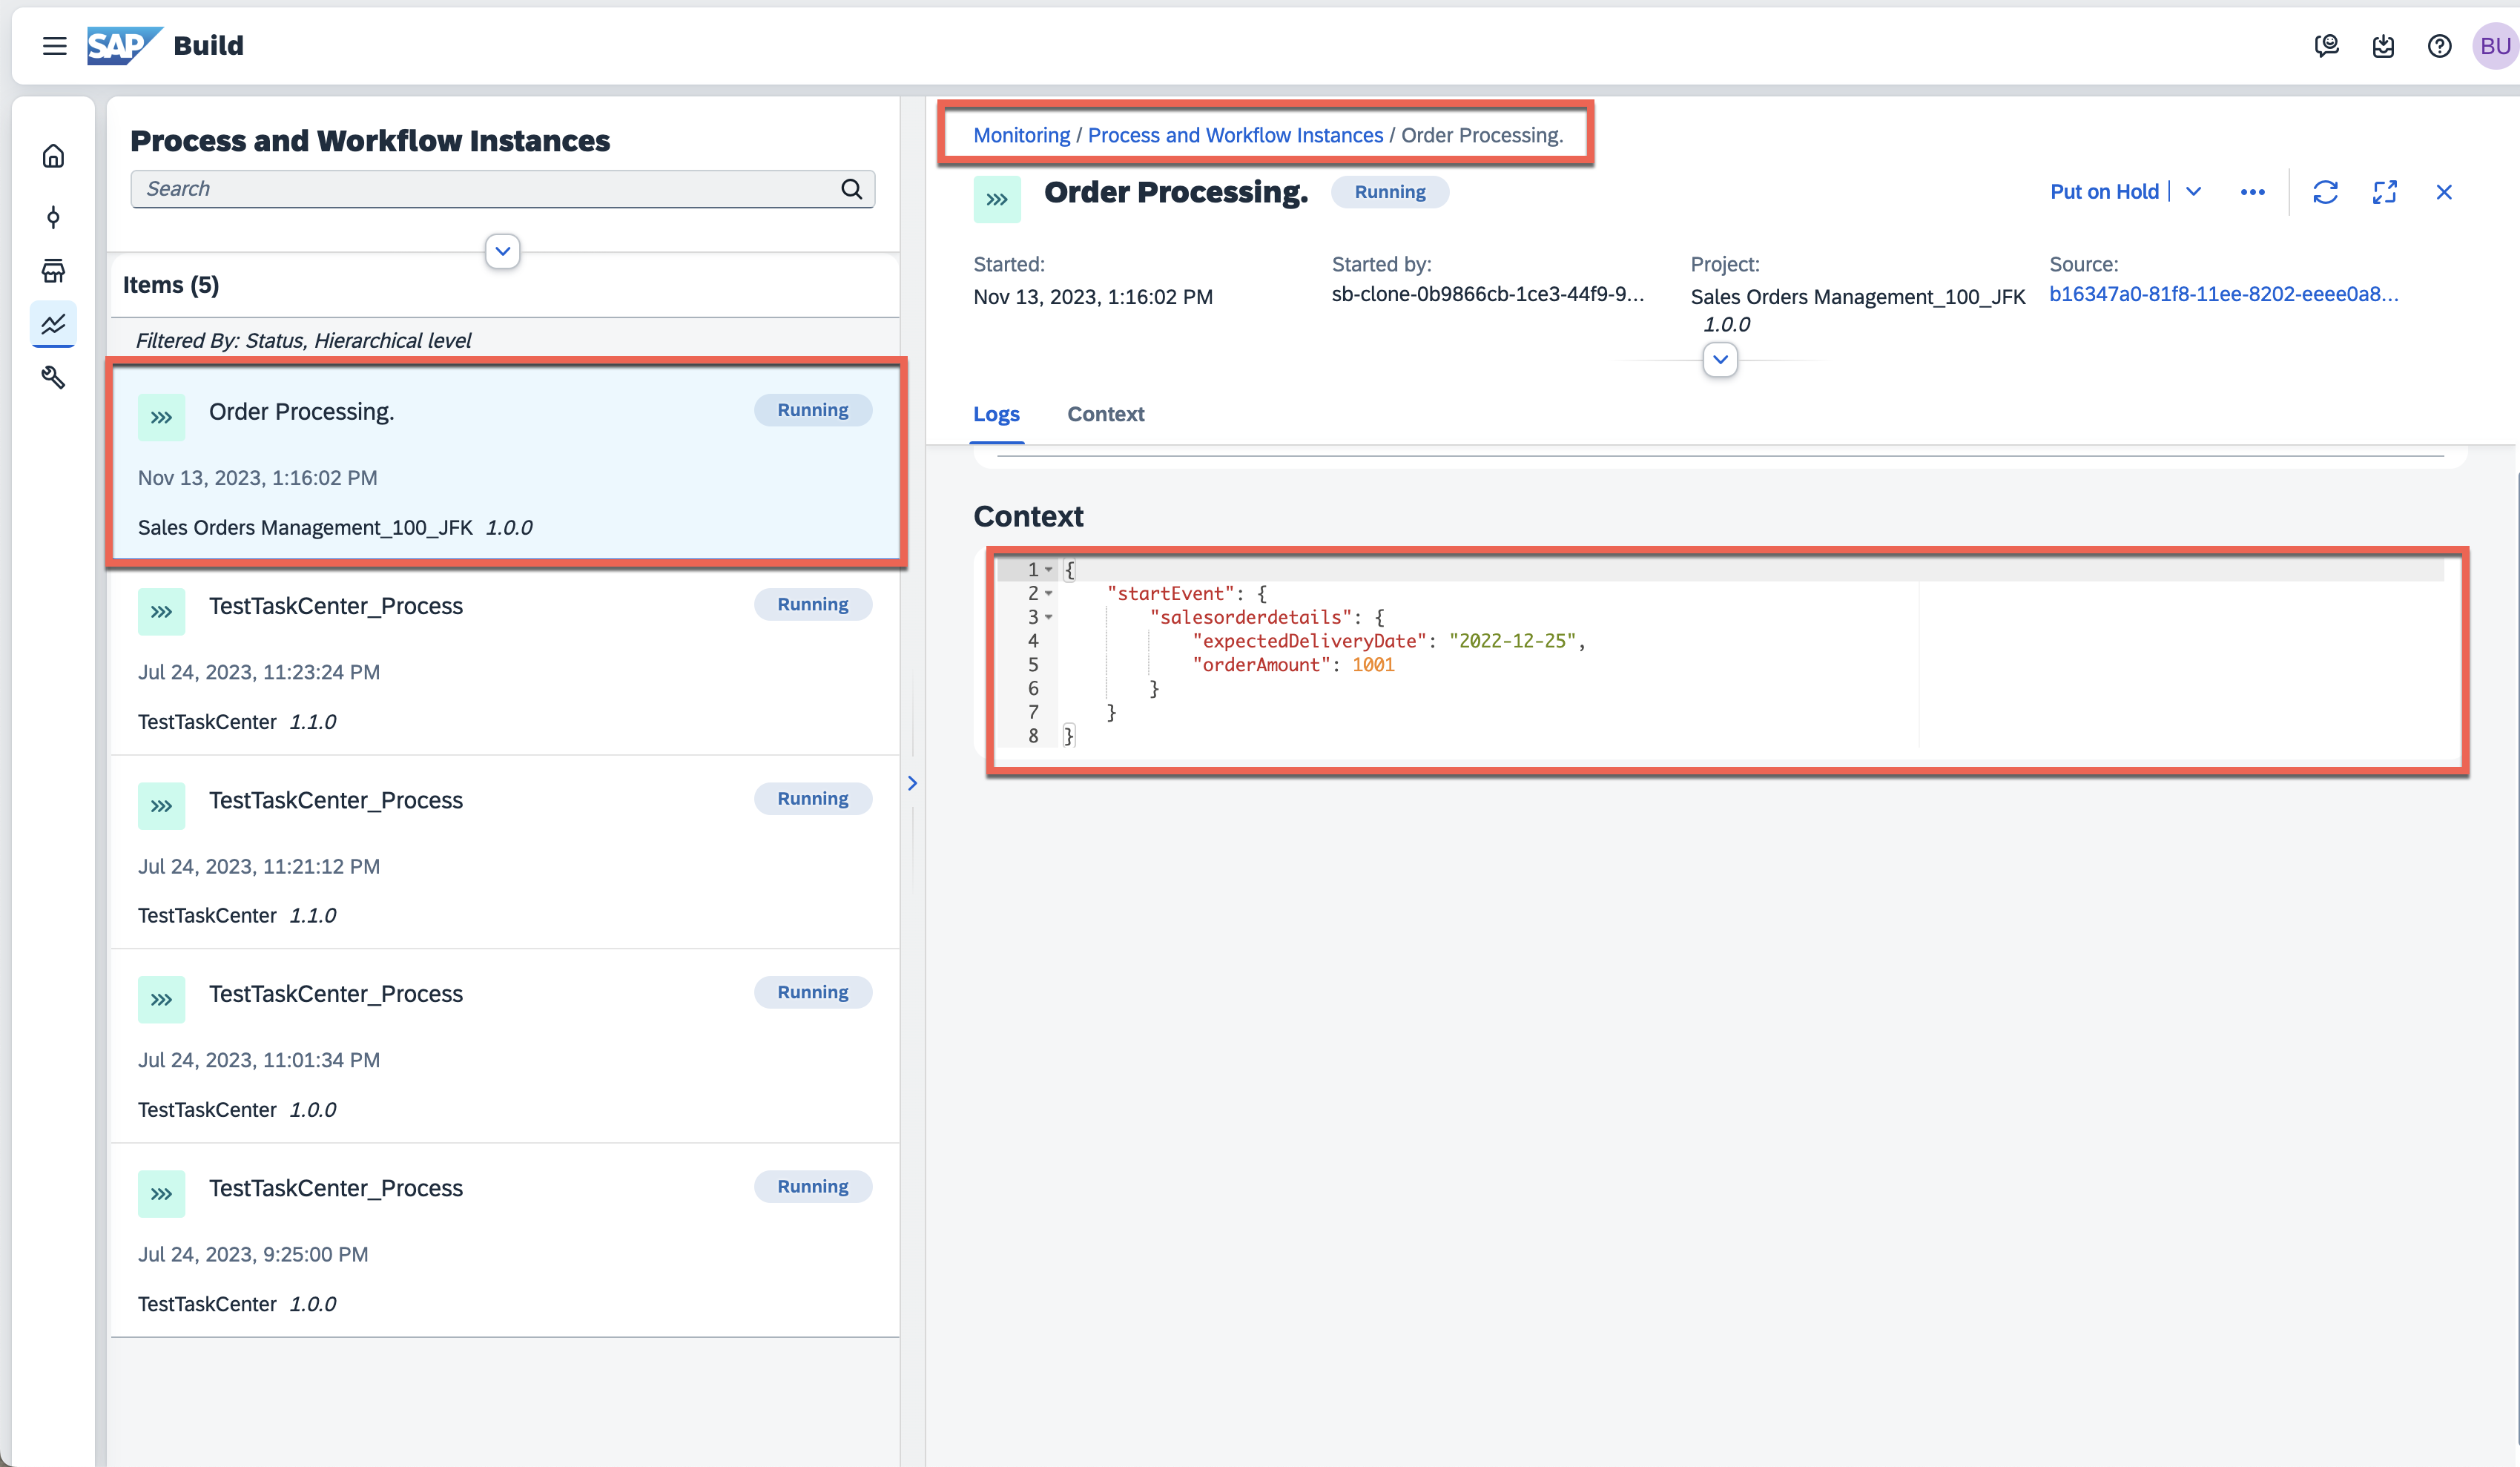 SAP Build
BU
Process and Workflow Instances
Search
Items (5)
Filtered By: Status, Hierarchical level
Order Processing.
Running
Nov 13, 2023, 1:16:02 PM
Sales Orders Management_100_JFK 1.0.0
TestTaskCenter_Process
Running
Jul 24, 2023, 11:23:24 PM
TestTaskCenter 1.1.0
TestTaskCenter_Process
Running
Jul 24, 2023, 11:21:12 PM
TestTaskCenter 1.1.0
TestTaskCenter_Process
Running
Jul 24, 2023, 11:01:34 PM
TestTaskCenter 1.0.0
TestTaskCenter_Process
Running
Jul 24, 2023, 9:25:00 PM
TestTaskCenter 1.0.0
Monitoring / Process and Workflow Instances / Order Processing.
Order Processing.
Running
Put on Hold
Started:
Nov 13, 2023, 1:16:02 PM
Started by:
sb-clone-0b9866cb-1ce3-44f9-9...
Project:
Sales Orders Management_100_JFK
1.0.0
Source:
b16347a0-81f8-11ee-8202-eeee0a8...
Logs
Context
Context
1 {
2 "startEvent": {
3 "salesorderdetails": {
4 "expectedDeliveryDate": "2022-12-25",
5 "orderAmount": 1001
6 }
7 }
8 }